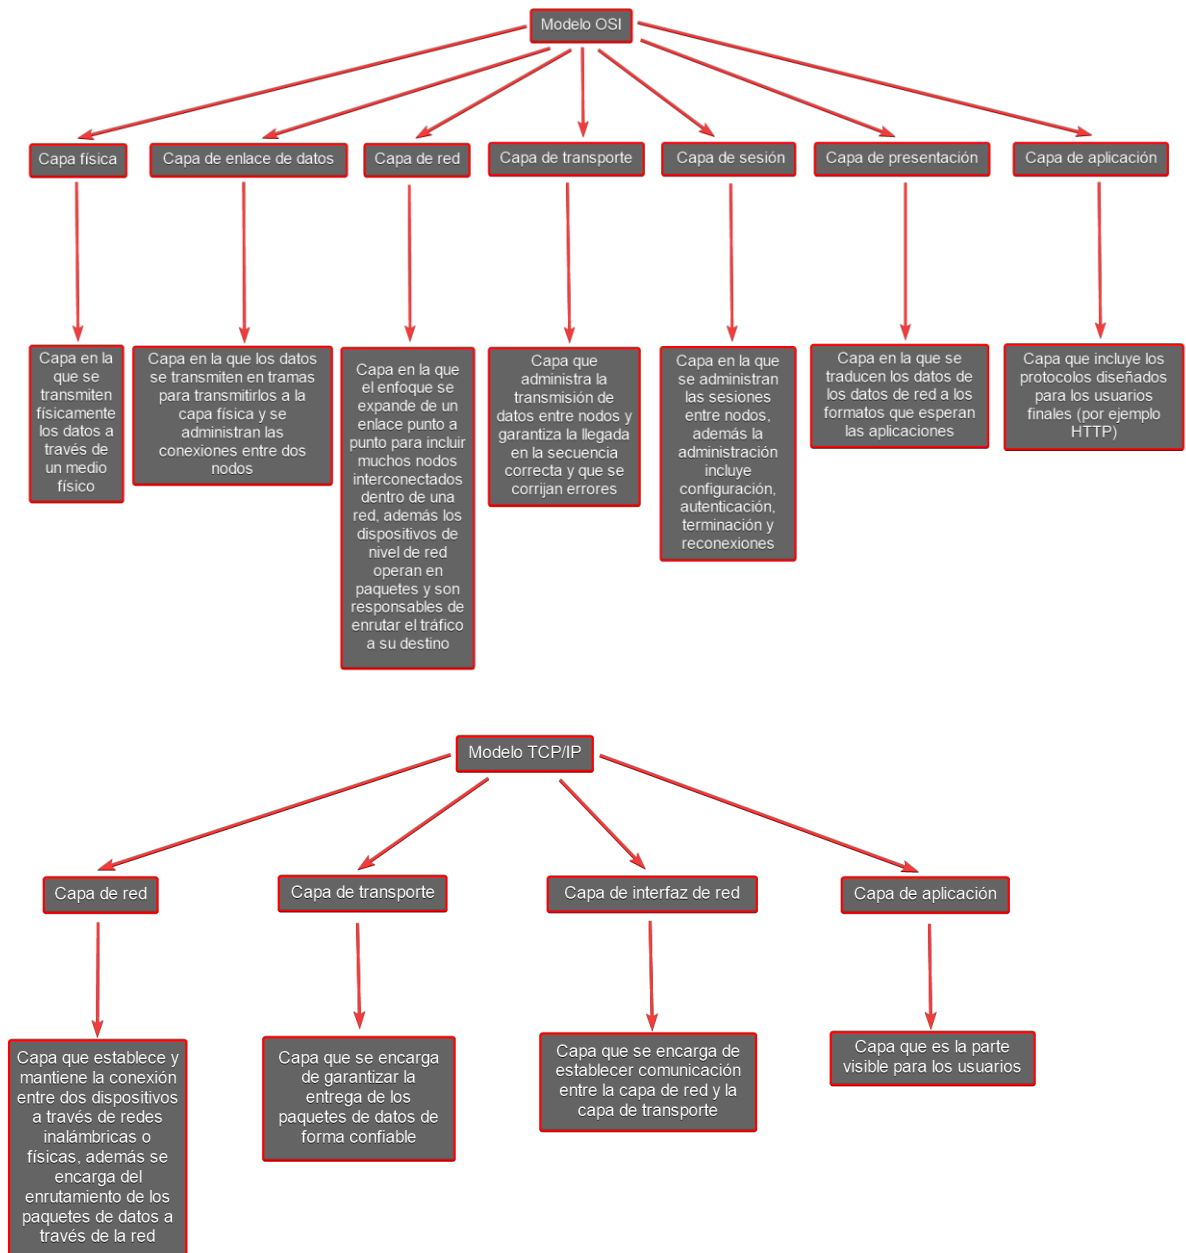 Modelo OSI
Capa física
Capa de enlace de datos
Capa de red
Capa de transporte
Capa de sesión
Capa de presentación
Capa de aplicación
Capa en la
que se
transmiten
físicamente
los datos a
través de
un medio
físico
Capa en la que los datos
se transmiten en tramas
para transmitirlos a la
capa física y se
administran las
conexiones entre dos
nodos
Capa en la que
el enfoque se
expande de un
enlace punto a
punto para incluir
muchos nodos
interconectados
dentro de una
red, además los
dispositivos de
nivel de red
operan en
paquetes y son
responsables de
enrutar el tráfico
a su destino
Capa que
administra la
transmisión de
datos entre nodos y
garantiza la llegada
en la secuencia
correcta y que se
corrijan errores
Capa en la que
se administran
las sesiones
entre nodos,
además la
administración
incluye
configuración,
autenticación,
terminación y
reconexiones
Capa en la que se
traducen los datos de
los datos de red a los
formatos que esperan
las aplicaciones
Capa que incluye los
protocolos diseñados
para los usuarios
finales (por ejemplo
HTTP)
Modelo TCP/IP
Capa de red
Capa de transporte
Capa de interfaz de red
Capa de aplicación
Capa que establece y
mantiene la conexión
entre dos dispositivos
a través de redes
inalámbricas o
físicas, además se
encarga del
enrutamiento de los
paquetes de datos a
través de la red
Capa que se encarga
de garantizar la
entrega de los
paquetes de datos de
forma confiable
Capa que se encarga de
establecer comunicación
entre la capa de red y la
capa de transporte
Capa que es la parte
visible para los usuarios